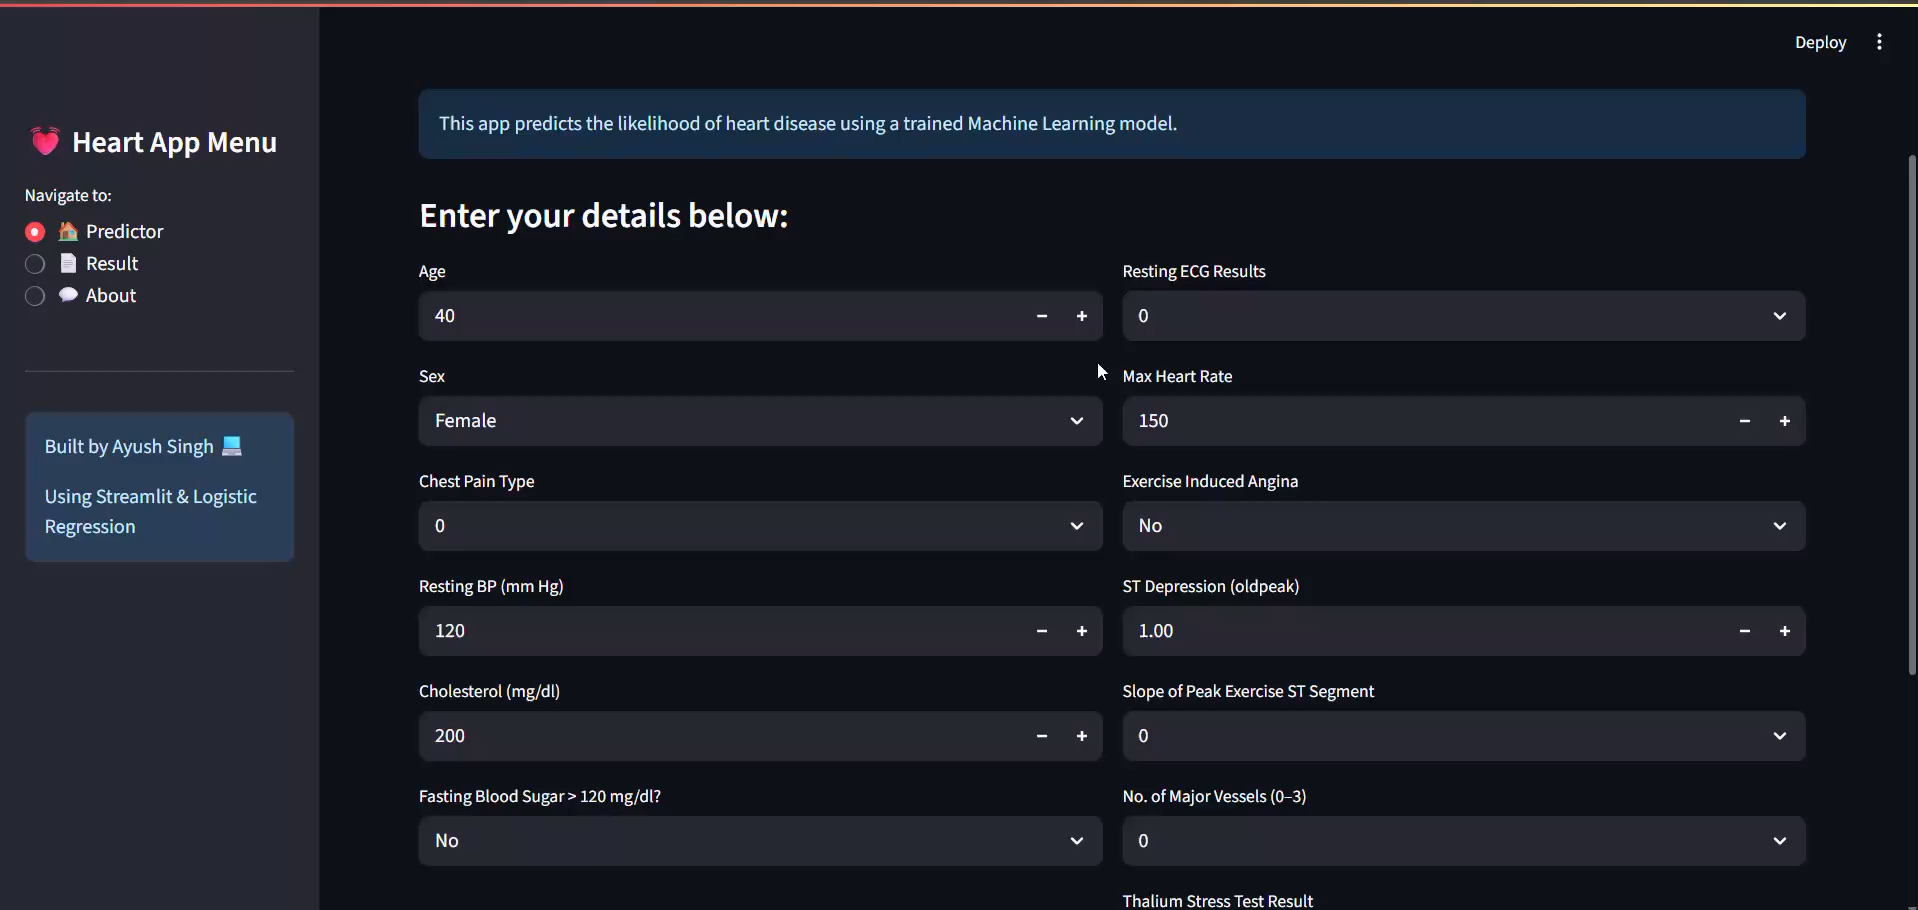 Deploy
Heart App Menu
Navigate to:
Predictor
Result
About
Built by Ayush Singh
Using Streamlit & Logistic
Regression
This app predicts the likelihood of heart disease using a trained Machine Learning model.
Enter your details below:
Age
40
Sex
Female
Chest Pain Type
0
Resting BP (mm Hg)
120
Cholesterol (mg/dl)
200
Fasting Blood Sugar > 120 mg/dl?
No
Resting ECG Results
0
Max Heart Rate
150
Exercise Induced Angina
No
ST Depression (oldpeak)
1.00
Slope of Peak Exercise ST Segment
0
No. of Major Vessels (0–3)
0
Thalium Stress Test Result